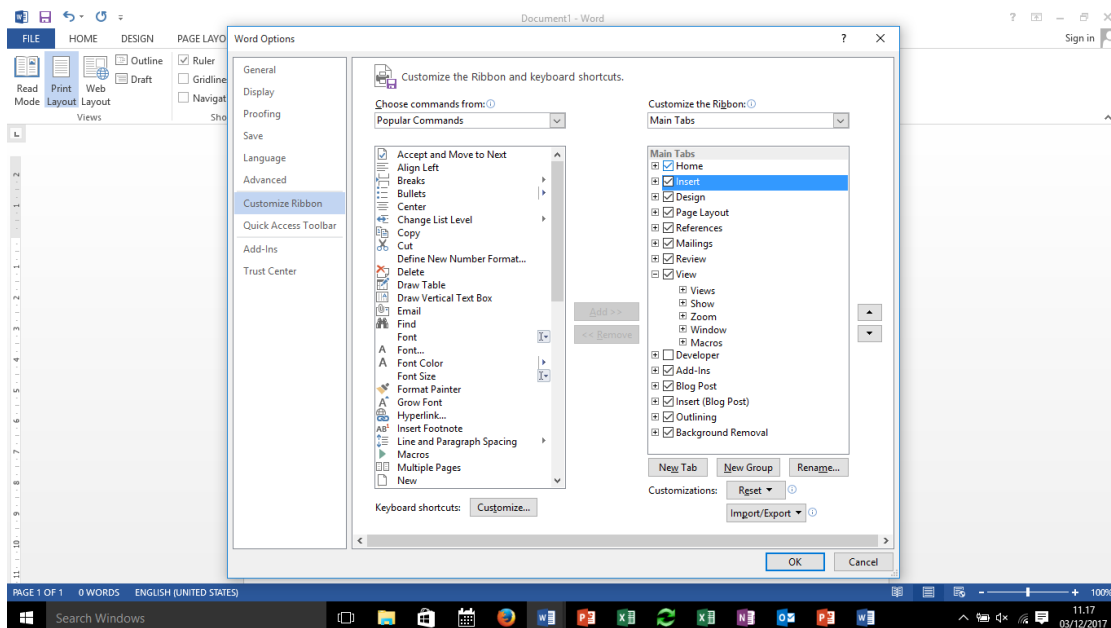 Document1 - Word
FILE HOME DESIGN PAGE LAYO
Sign in
Outline
Draft
Read Mode
Print Layout
Web Layout
Views
Ruler
Gridline
Navigat
Sho
Word Options
General
Display
Proofing
Save
Language
Advanced
Customize Ribbon
Quick Access Toolbar
Add-Ins
Trust Center
Customize the Ribbon and keyboard shortcuts.
Choose commands from:
Popular Commands
Accept and Move to Next
Align Left
Breaks
Bullets
Center
Change List Level
Copy
Cut
Define New Number Format...
Delete
Draw Table
Draw Vertical Text Box
Email
Find
Font
Font...
Font Color
Font Size
Format Painter
Grow Font
Hyperlink...
Insert Footnote
Line and Paragraph Spacing
Macros
Multiple Pages
New
Keyboard shortcuts: Customize...
Add >>
<< Remove
Customize the Ribbon:
Main Tabs
Main Tabs
Home
Insert
Design
Page Layout
References
Mailings
Review
View
Views
Show
Zoom
Window
Macros
Developer
Add-Ins
Blog Post
Insert (Blog Post)
Outlining
Background Removal
New Tab New Group Rename...
Customizations: Reset
Import/Export
OK Cancel
PAGE 1 OF 1 0 WORDS ENGLISH (UNITED STATES)
100%
Search Windows
11.17
03/12/2017